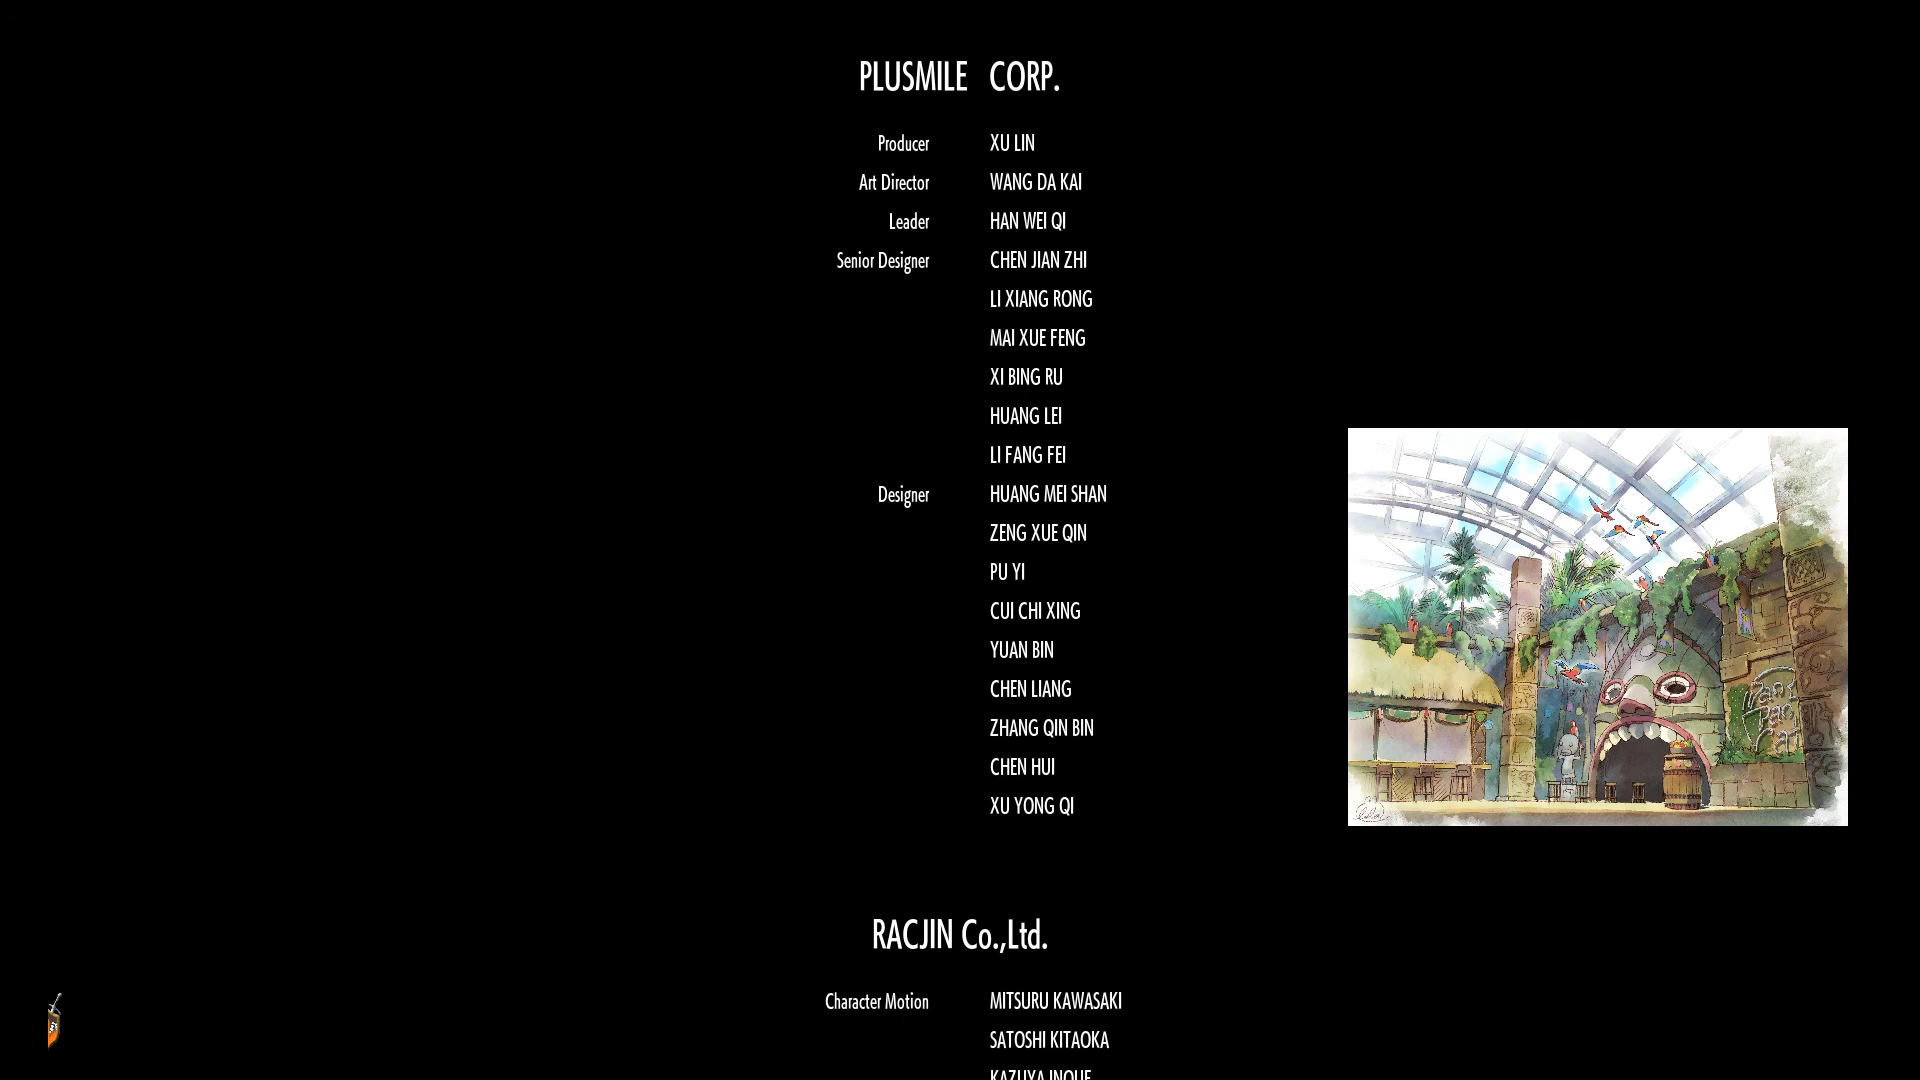 PLUSMILE CORP.
Producer XU LIN
Art Director WANG DA KAI
Leader HAN WEI QI
Senior Designer CHEN JIAN ZHI
LI XIANG RONG
MAI XUE FENG
XI BING RU
HUANG LEI
LI FANG FEI
Designer HUANG MEI SHAN
ZENG XUE QIN
PU YI
CUI CHI XING
YUAN BIN
CHEN LIANG
ZHANG QIN BIN
CHEN HUI
XU YONG QI
RACJIN Co.,Ltd.
Character Motion MITSURU KAWASAKI
SATOSHI KITAOKA
KAZUYA INOUE